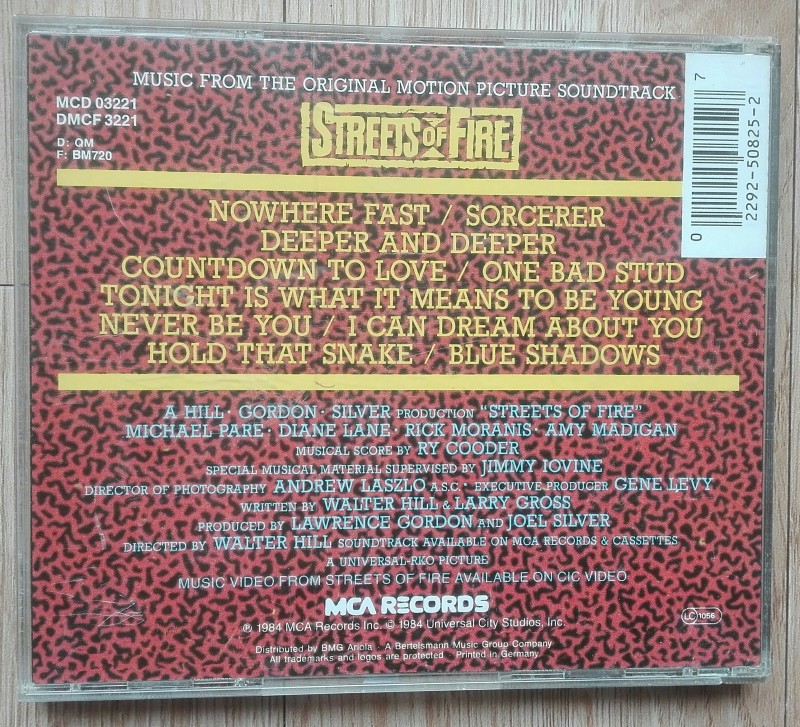 MUSIC FROM THE ORIGINAL MOTION PICTURE SOUNDTRACK
MCD 03221
DMCF 3221
D: QM
F: BM720
STREETS OF FIRE
7
0
2292-50825-2
NOWHERE FAST / SORCERER
DEEPER AND DEEPER
COUNTDOWN TO LOVE / ONE BAD STUD
TONIGHT IS WHAT IT MEANS TO BE YOUNG
NEVER BE YOU / I CAN DREAM ABOUT YOU
HOLD THAT SNAKE / BLUE SHADOWS
A HILL · GORDON · SILVER PRODUCTION "STREETS OF FIRE"
MICHAEL PARE · DIANE LANE · RICK MORANIS · AMY MADIGAN
MUSICAL SCORE BY RY COODER
SPECIAL MUSICAL MATERIAL SUPERVISED BY JIMMY IOVINE
DIRECTOR OF PHOTOGRAPHY ANDREW LASZLO A.S.C. · EXECUTIVE PRODUCER GENE LEVY
WRITTEN BY WALTER HILL & LARRY GROSS
PRODUCED BY LAWRENCE GORDON AND JOEL SILVER
DIRECTED BY WALTER HILL SOUNDTRACK AVAILABLE ON MCA RECORDS & CASSETTES
A UNIVERSAL-RKO PICTURE
MUSIC VIDEO FROM STREETS OF FIRE AVAILABLE ON CIC VIDEO
MCA RECORDS
℗ 1984 MCA Records Inc. © 1984 Universal City Studios, Inc.
LC 1056
Distributed by BMG Ariola · A Bertelsmann Music Group Company
All trademarks and logos are protected · Printed in Germany